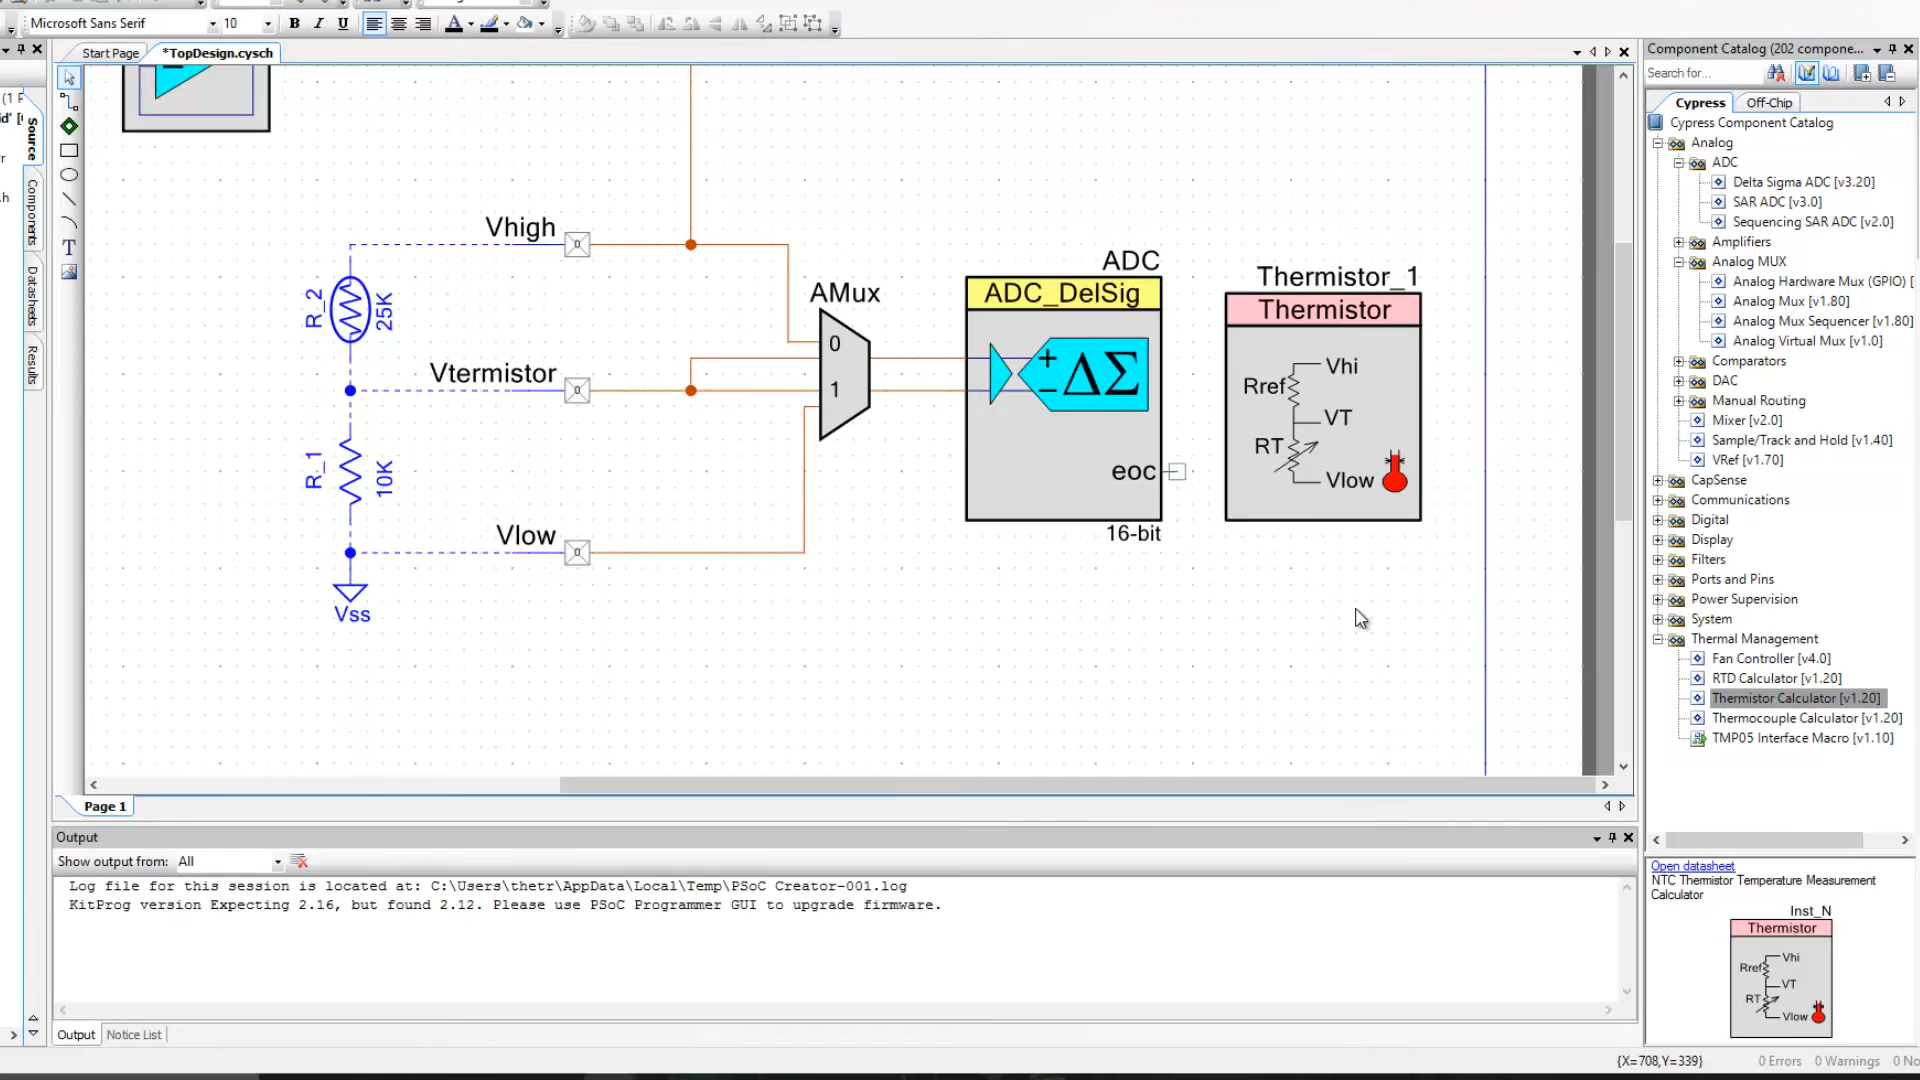 Microsoft Sans Serif 10 B I U A
Start Page *TopDesign.cysch
Source
Components
Datasheets
Results
Vhigh
R_2
25K
Vtermistor
R_1
10K
Vlow
Vss
AMux
0
1
ADC
ADC_DelSig
+
− ΔΣ
eoc
16-bit
Thermistor_1
Thermistor
Vhi
Rref
VT
RT
Vlow
Page 1
Output
Show output from: All
Log file for this session is located at: C:\Users\thetr\AppData\Local\Temp\PSoC Creator-001.log
KitProg version Expecting 2.16, but found 2.12. Please use PSoC Programmer GUI to upgrade firmware.
Output Notice List
Component Catalog (202 compone...
Search for...
Cypress Off-Chip
Cypress Component Catalog
Analog
ADC
Delta Sigma ADC [v3.20]
SAR ADC [v3.0]
Sequencing SAR ADC [v2.0]
Amplifiers
Analog MUX
Analog Hardware Mux (GPIO) [
Analog Mux [v1.80]
Analog Mux Sequencer [v1.80]
Analog Virtual Mux [v1.0]
Comparators
DAC
Manual Routing
Mixer [v2.0]
Sample/Track and Hold [v1.40]
VRef [v1.70]
CapSense
Communications
Digital
Display
Filters
Ports and Pins
Power Supervision
System
Thermal Management
Fan Controller [v4.0]
RTD Calculator [v1.20]
Thermistor Calculator [v1.20]
Thermocouple Calculator [v1.20]
TMP05 Interface Macro [v1.10]
Open datasheet
NTC Thermistor Temperature Measurement
Calculator
Inst_N
Thermistor
Vhi
Rref
VT
RT
Vlow
{X=708,Y=339} 0 Errors 0 Warnings 0 No